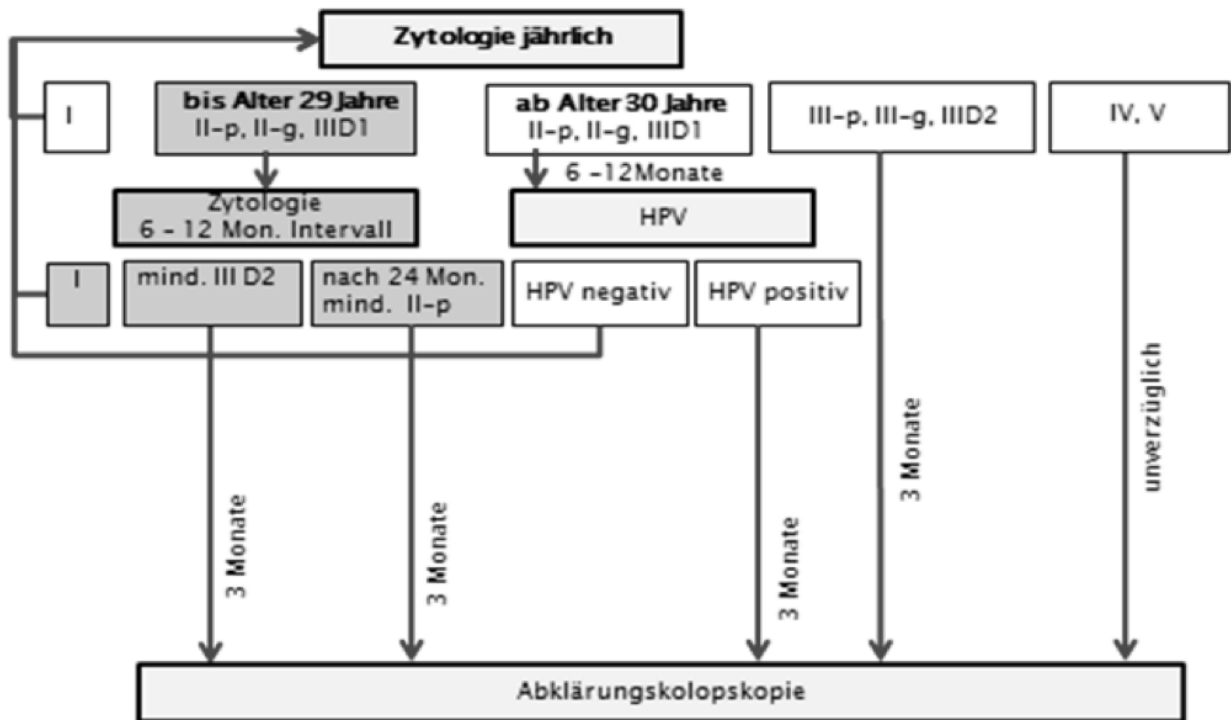 Zytologie jährlich
I
bis Alter 29 Jahre
II-p, II-g, IIID1
ab Alter 30 Jahre
II-p, II-g, IIID1
III-p, III-g, IIID2
IV, V
6 -12Monate
Zytologie
6 - 12 Mon. Intervall
HPV
I
mind. III D2
nach 24 Mon.
mind. II-p
HPV negativ
HPV positiv
3 Monate
3 Monate
3 Monate
3 Monate
unverzüglich
Abklärungskolopskopie